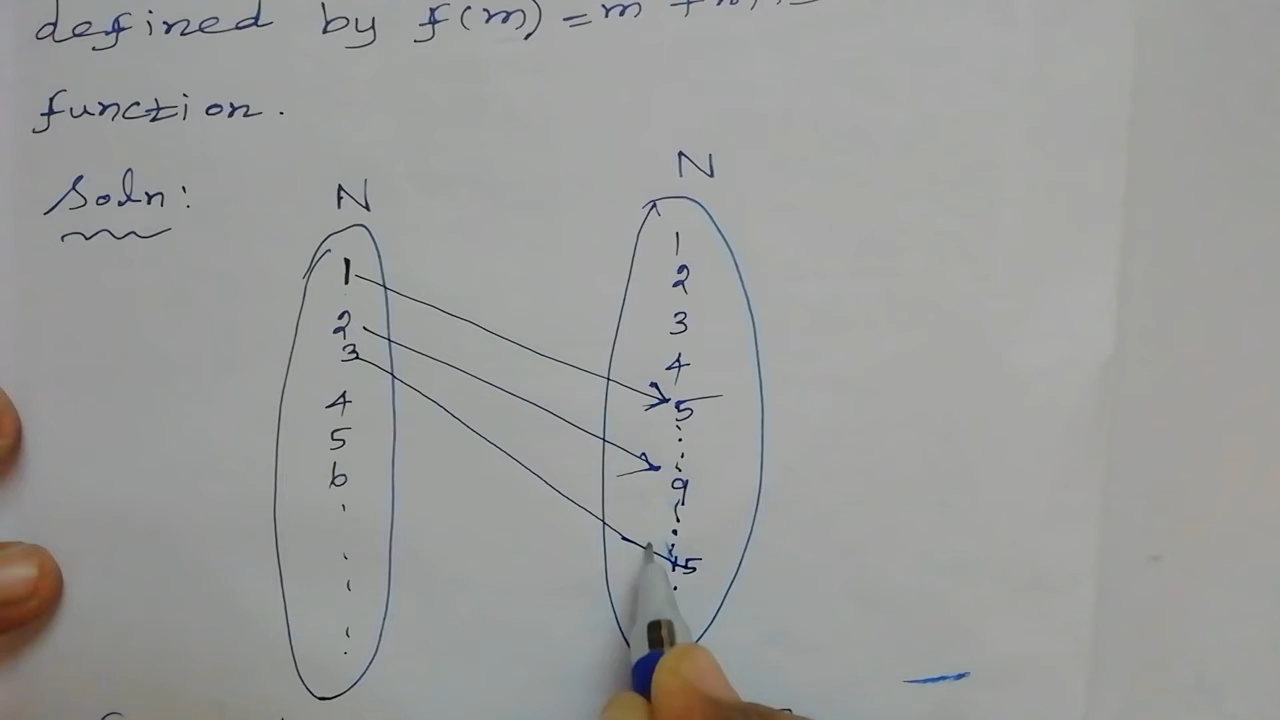 defined by f(m) = m
function.
Soln:
N N
1 1
2 2
3 3
4 4
5 5
6 9
15